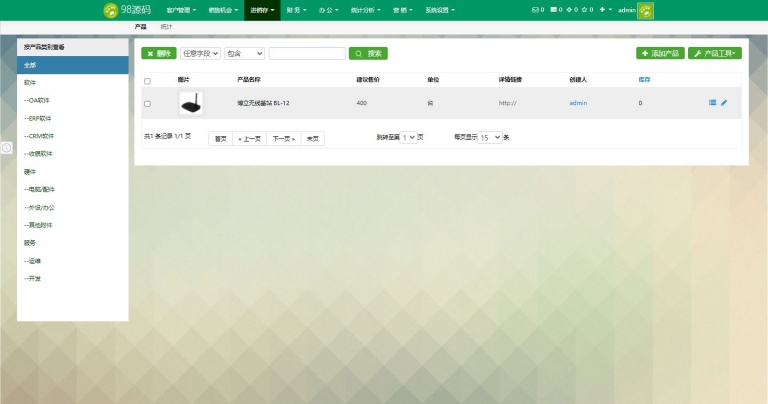 98源码 客户管理 销售机会 进销存 财务 办公 统计分析 营销 系统设置 0 0 0 0 admin
产品 统计
按产品类别查看
全部
软件
--OA软件
--ERP软件
--CRM软件
--收银软件
硬件
--电脑/配件
--外设/办公
--其他附件
服务
--运维
--开发
删除 任意字段 包含 搜索 添加产品 产品工具
图片 产品名称 建议售价 单位 详情链接 创建人 库存
博立无线基站 BL-12 400 http:// admin 0
共1 条记录 1/1 页 首页 « 上一页 下一页 » 末页 跳转至第 1 页 每页显示 15 条